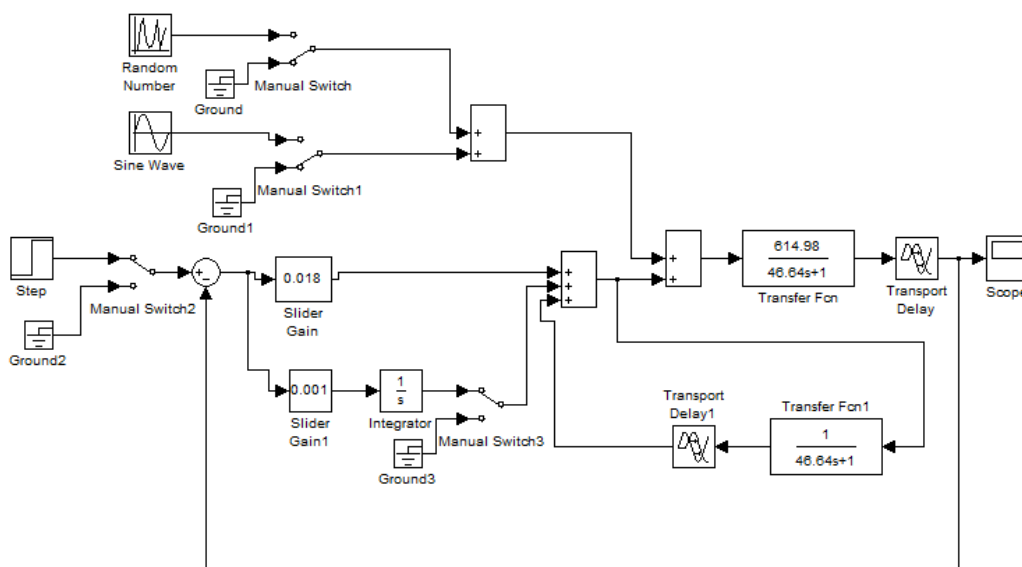 Random
Number
Ground
Manual Switch
Sine Wave
Ground1
Manual Switch1
+
+
Step
Ground2
Manual Switch2
+
-
0.018
Slider
Gain
0.001
Slider
Gain1
1
s
Integrator
Ground3
Manual Switch3
+
+
+
+
+
614.98
46.64s+1
Transfer Fcn
Transport
Delay
Scope
Transport
Delay1
Transfer Fcn1
1
46.64s+1